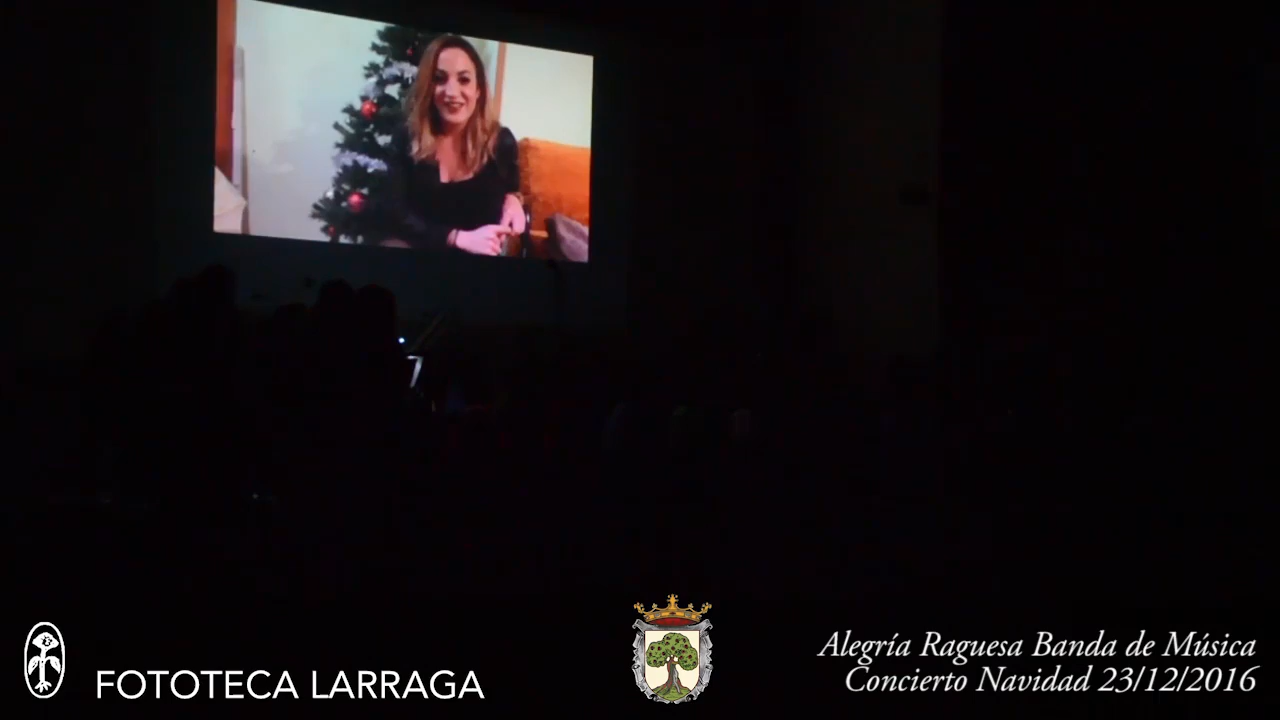 FOTOTECA LARRAGA
Alegría Raguesa Banda de Música
Concierto Navidad 23/12/2016